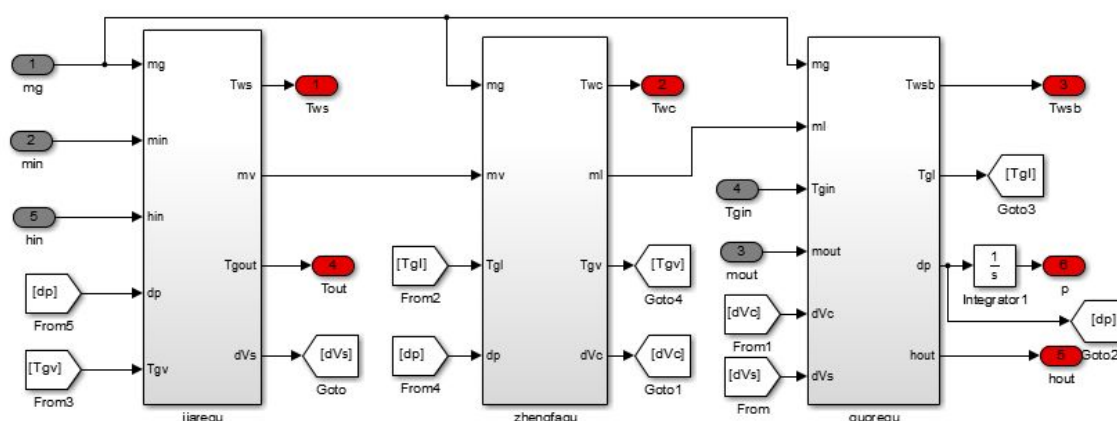 1
mg
2
min
5
hin
[dp]
From5
[Tgv]
From3
mg
min
hin
dp
Tgv
Tws
mv
Tgout
dVs
jiarequ
1
Tws
4
Tout
[dVs]
Goto
[Tgl]
From2
[dp]
From4
mg
mv
Tgl
dp
Twc
ml
Tgv
dVc
zhengfaqu
2
Twc
[Tgv]
Goto4
[dVc]
Goto1
4
Tgin
3
mout
[dVc]
From1
[dVs]
From
mg
ml
Tgin
mout
dVc
dVs
Twsb
Tgl
dp
hout
guorequ
3
Twsb
[Tgl]
Goto3
1
s
Integrator1
6
p
[dp]
Goto2
5
hout